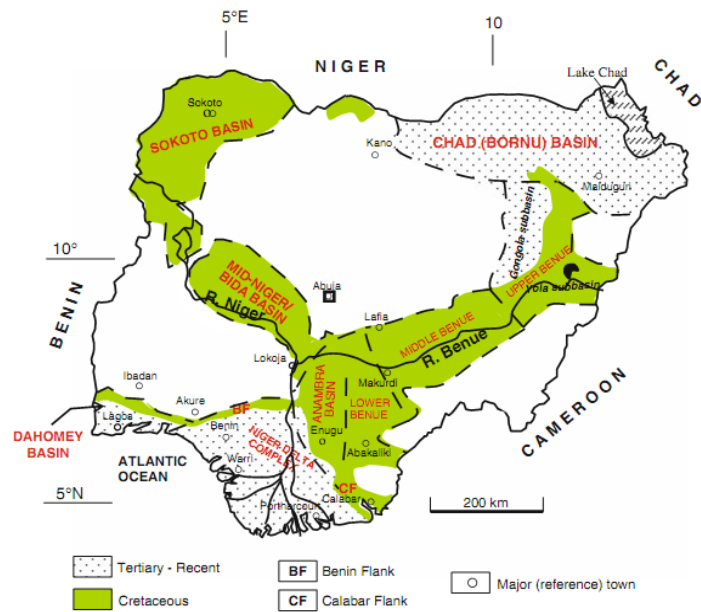 5°E
10
NIGER
CHAD
Lake Chad
Sokoto
SOKOTO BASIN
Kano
CHAD (BORNU) BASIN
Maiduguri
Gongola subbasin
10°
UPPER BENUE
Yola subbasin
MID-NIGER/
BIDA BASIN
Abuja
R. Niger
BENIN
Lafia
MIDDLE BENUE
R. Benue
Lokoja
Makurdi
ANAMBRA
BASIN
LOWER
BENUE
CAMEROON
Ibadan
Akure
BF
Lagos
Benin
Enugu
Abakaliki
DAHOMEY
BASIN
NIGER DELTA
COMPLEX
Warri
ATLANTIC
OCEAN
CF
5°N
Calabar
Portharcourt
200 km
Tertiary - Recent
BF Benin Flank
Major (reference) town
Cretaceous
CF Calabar Flank